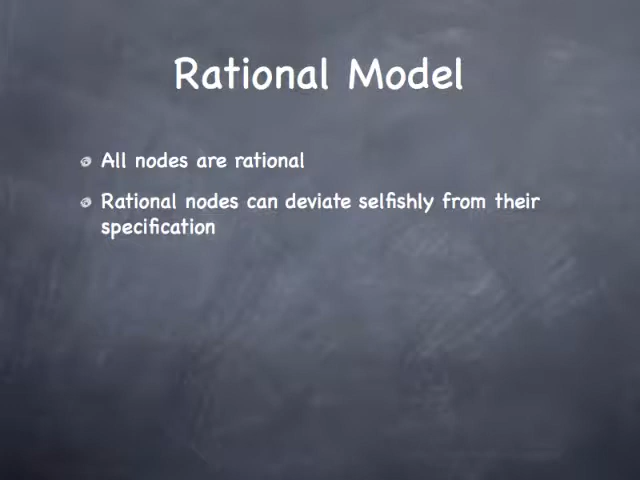 Rational Model
All nodes are rational
Rational nodes can deviate selfishly from their
specification